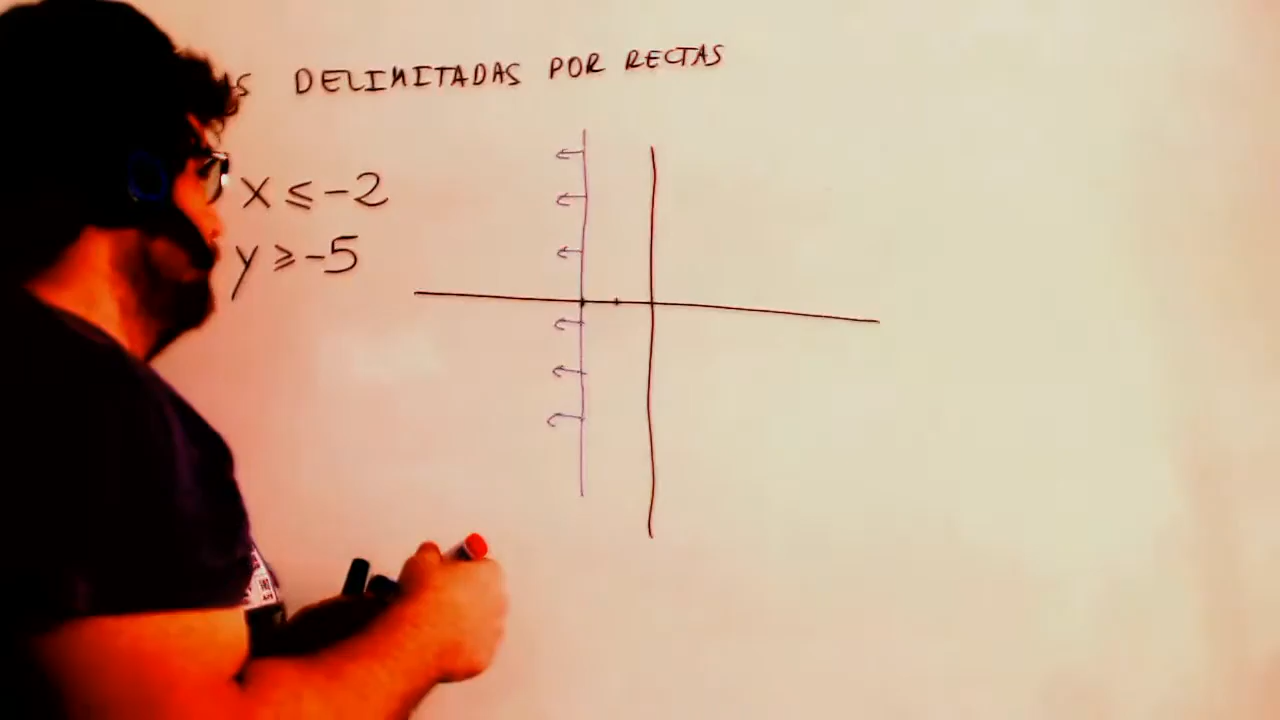 DELIMITADAS POR RECTAS
x ≤ -2
y ≥ -5